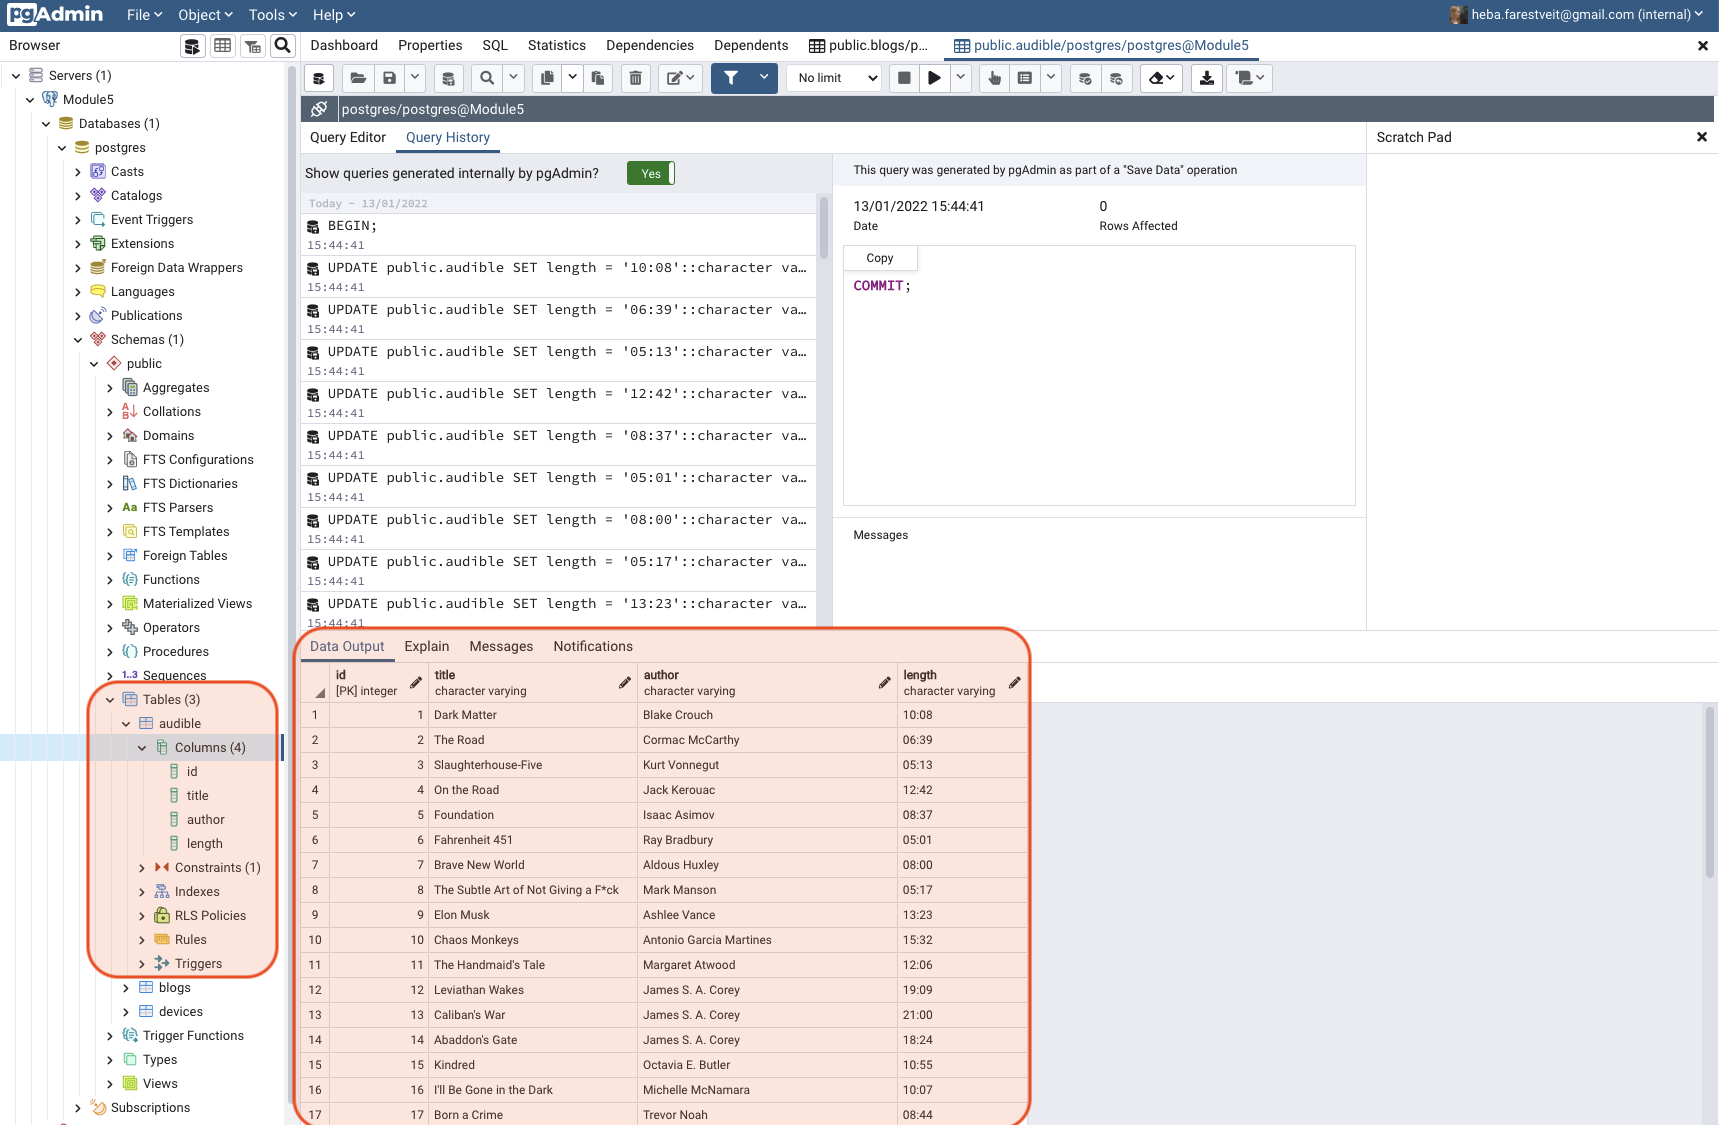 pgAdmin File Object Tools Help heba.farestveit@gmail.com (internal)
Browser
Dashboard Properties SQL Statistics Dependencies Dependents public.blogs/p... public.audible/postgres/postgres@Module5
No limit
postgres/postgres@Module5
Query Editor Query History
Scratch Pad
Servers (1)
Module5
Databases (1)
postgres
Casts
Catalogs
Event Triggers
Extensions
Foreign Data Wrappers
Languages
Publications
Schemas (1)
public
Aggregates
Collations
Domains
FTS Configurations
FTS Dictionaries
FTS Parsers
FTS Templates
Foreign Tables
Functions
Materialized Views
Operators
Procedures
1..3 Sequences
Tables (3)
audible
Columns (4)
id
title
author
length
Constraints (1)
Indexes
RLS Policies
Rules
Triggers
blogs
devices
Trigger Functions
Types
Views
Subscriptions
Show queries generated internally by pgAdmin? Yes
Today - 13/01/2022
BEGIN;
15:44:41
UPDATE public.audible SET length = '10:08'::character va…
15:44:41
UPDATE public.audible SET length = '06:39'::character va…
15:44:41
UPDATE public.audible SET length = '05:13'::character va…
15:44:41
UPDATE public.audible SET length = '12:42'::character va…
15:44:41
UPDATE public.audible SET length = '08:37'::character va…
15:44:41
UPDATE public.audible SET length = '05:01'::character va…
15:44:41
UPDATE public.audible SET length = '08:00'::character va…
15:44:41
UPDATE public.audible SET length = '05:17'::character va…
15:44:41
UPDATE public.audible SET length = '13:23'::character va…
15:44:41
This query was generated by pgAdmin as part of a "Save Data" operation
13/01/2022 15:44:41 0
Date Rows Affected
Copy
COMMIT;
Messages
Data Output Explain Messages Notifications
id title author length
[PK] integer character varying character varying character varying
1 1 Dark Matter Blake Crouch 10:08
2 2 The Road Cormac McCarthy 06:39
3 3 Slaughterhouse-Five Kurt Vonnegut 05:13
4 4 On the Road Jack Kerouac 12:42
5 5 Foundation Isaac Asimov 08:37
6 6 Fahrenheit 451 Ray Bradbury 05:01
7 7 Brave New World Aldous Huxley 08:00
8 8 The Subtle Art of Not Giving a F*ck Mark Manson 05:17
9 9 Elon Musk Ashlee Vance 13:23
10 10 Chaos Monkeys Antonio Garcia Martines 15:32
11 11 The Handmaid's Tale Margaret Atwood 12:06
12 12 Leviathan Wakes James S. A. Corey 19:09
13 13 Caliban's War James S. A. Corey 21:00
14 14 Abaddon's Gate James S. A. Corey 18:24
15 15 Kindred Octavia E. Butler 10:55
16 16 I'll Be Gone in the Dark Michelle McNamara 10:07
17 17 Born a Crime Trevor Noah 08:44